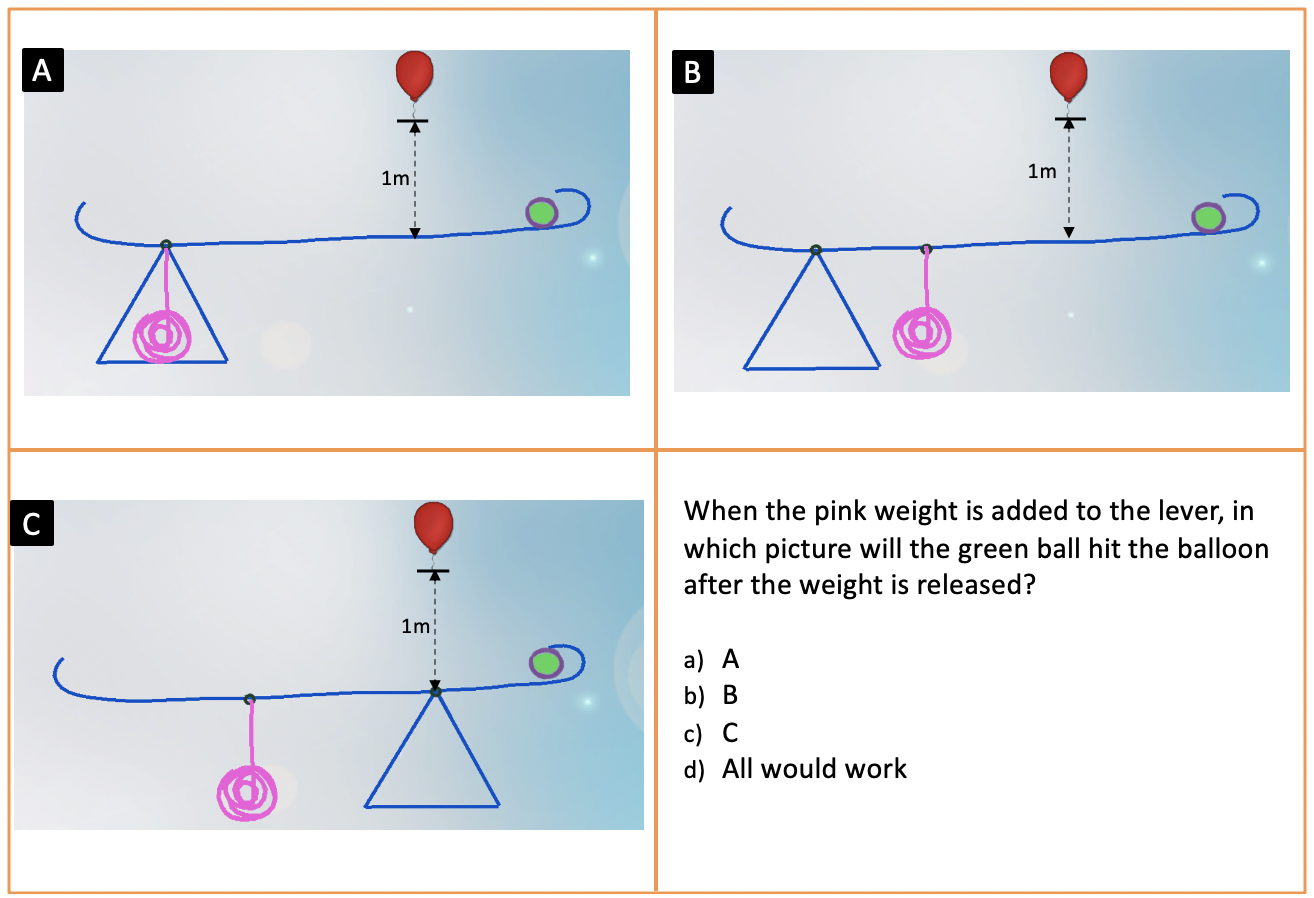 A
1m
B
1m
C
1m
When the pink weight is added to the lever, in
which picture will the green ball hit the balloon
after the weight is released?
a) A
b) B
c) C
d) All would work